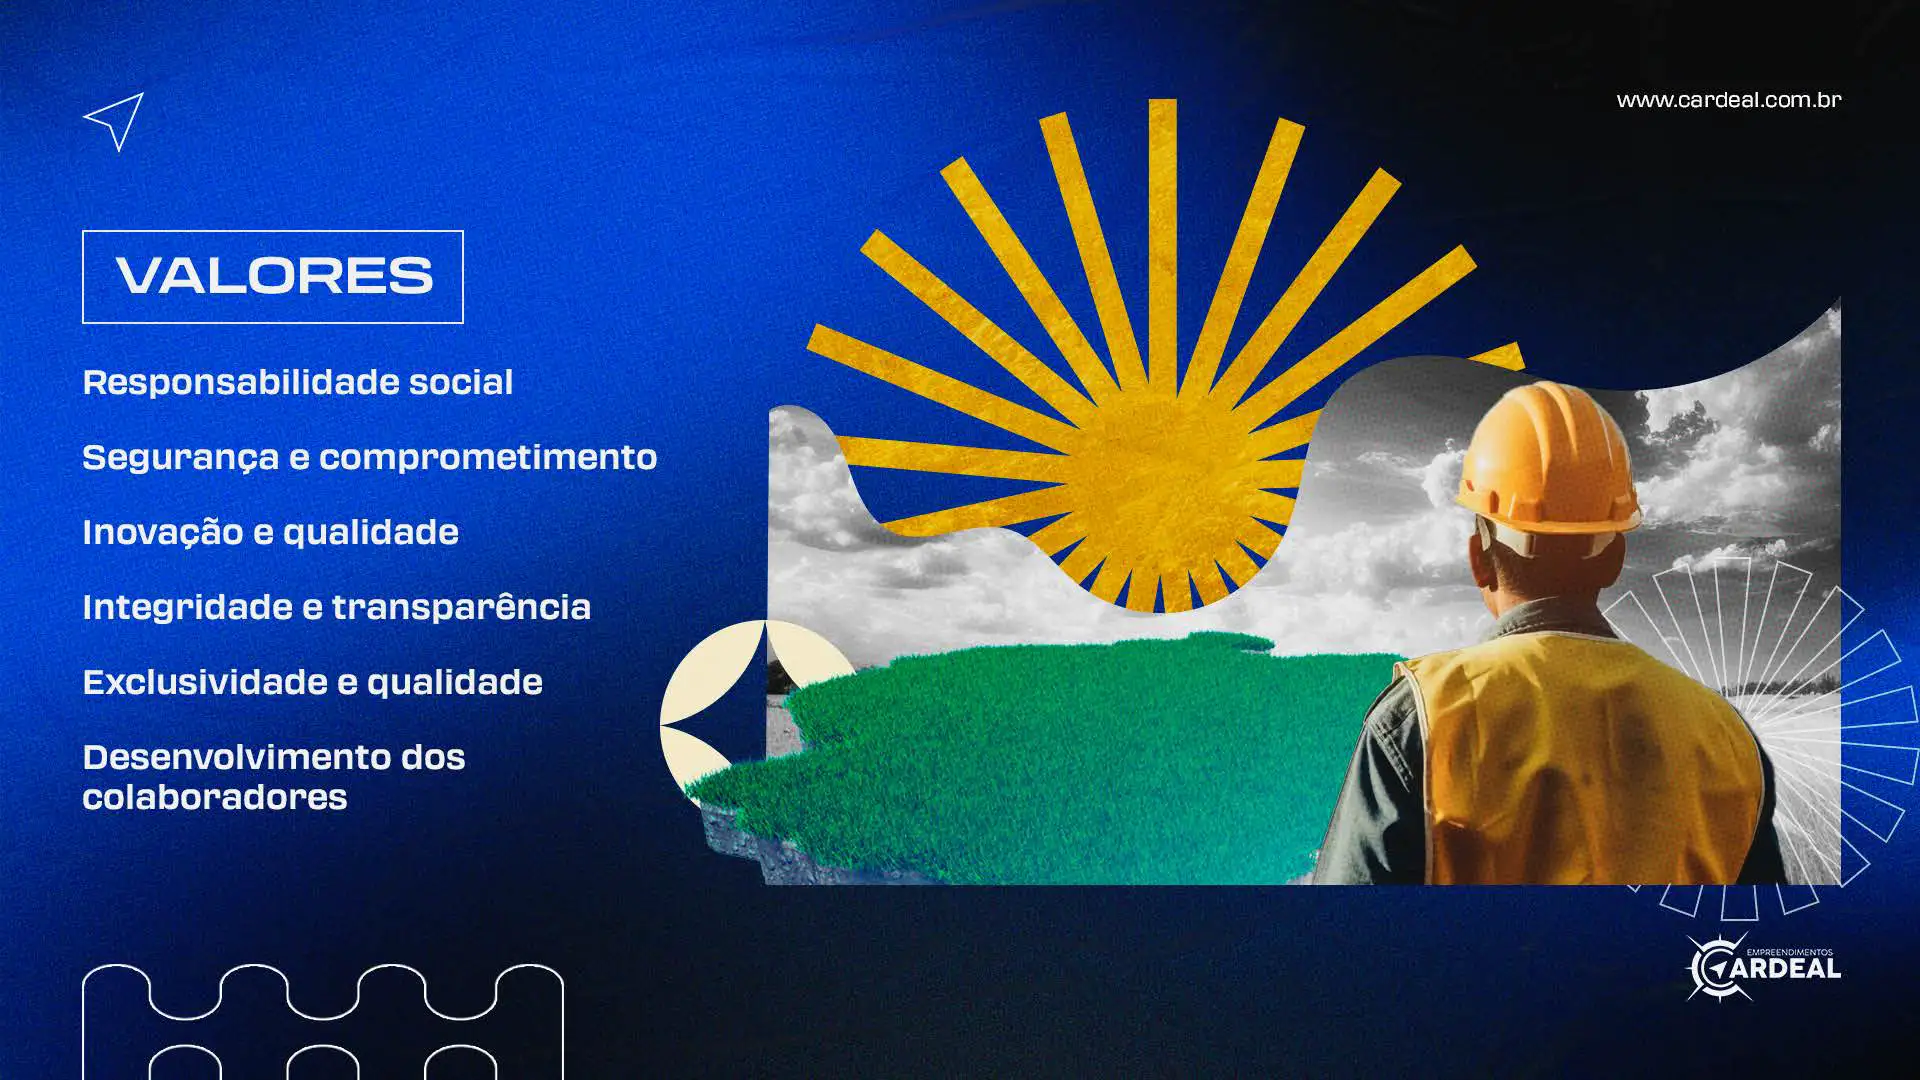 www.cardeal.com.br
VALORES
Responsabilidade social
Segurança e comprometimento
Inovação e qualidade
Integridade e transparência
Exclusividade e qualidade
Desenvolvimento dos
colaboradores
EMPREENDIMENTOS
CARDEAL